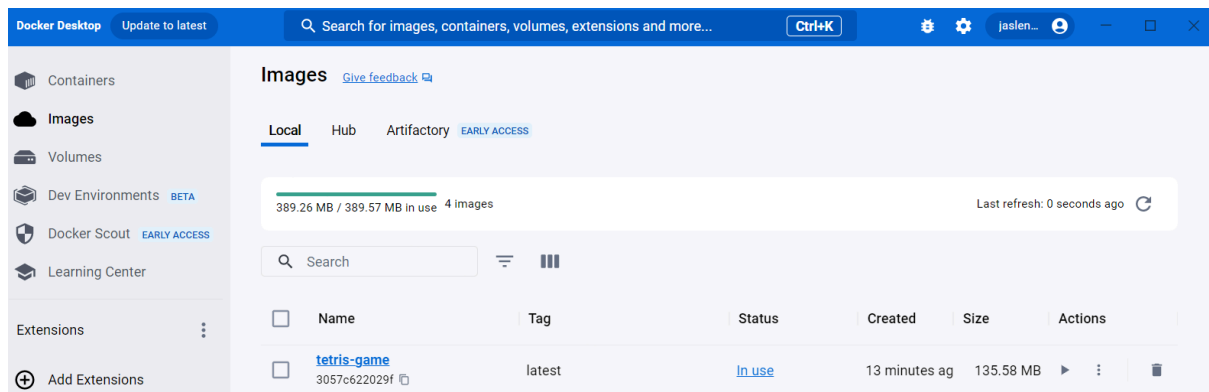 Docker Desktop Update to latest Search for images, containers, volumes, extensions and more... Ctrl+K jaslen...
Containers
Images
Volumes
Dev Environments BETA
Docker Scout EARLY ACCESS
Learning Center
Extensions
Add Extensions
Images Give feedback
Local Hub Artifactory EARLY ACCESS
389.26 MB / 389.57 MB in use 4 images Last refresh: 0 seconds ago
Search
Name Tag Status Created Size Actions
tetris-game latest In use 13 minutes ag 135.58 MB
3057c622029f